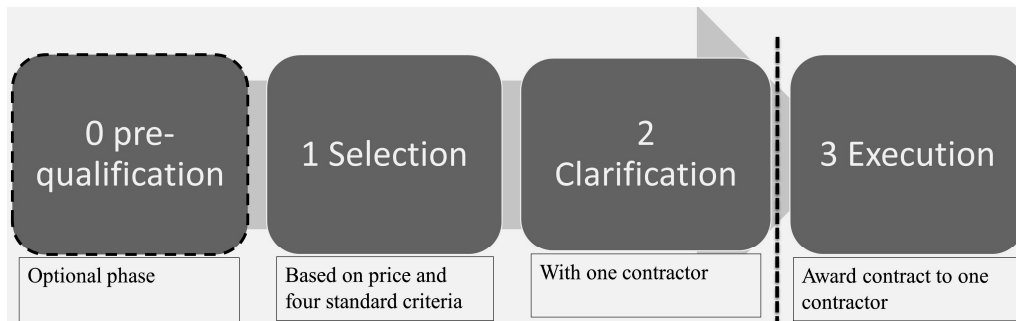 0 pre-
qualification
1 Selection
2
Clarification
3 Execution
Optional phase
Based on price and
four standard criteria
With one contractor
Award contract to one
contractor